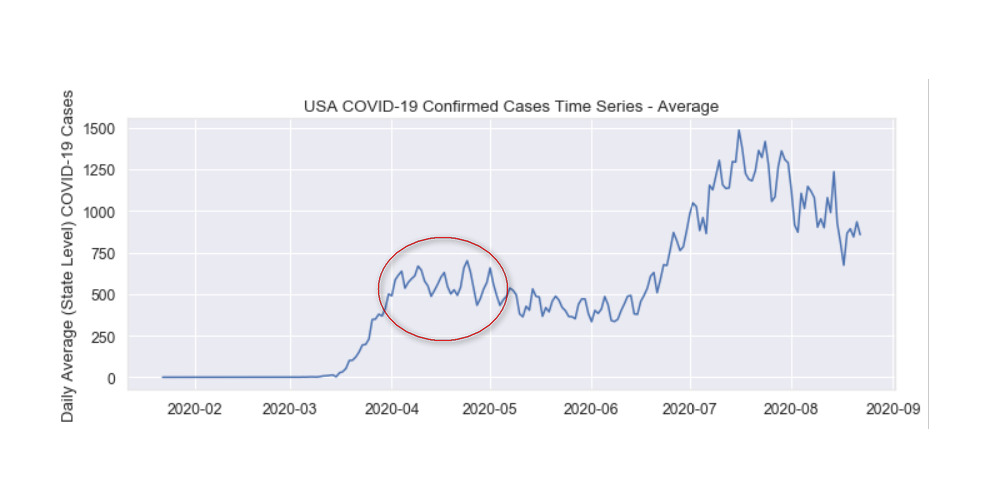 USA COVID-19 Confirmed Cases Time Series - Average
Daily Average (State Level) COVID-19 Cases
1500
1250
1000
750
500
250
0
2020-02 2020-03 2020-04 2020-05 2020-06 2020-07 2020-08 2020-09